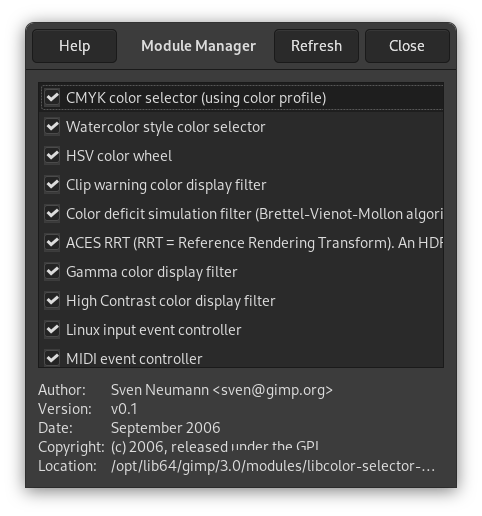 Help Module Manager Refresh Close
CMYK color selector (using color profile)
Watercolor style color selector
HSV color wheel
Clip warning color display filter
Color deficit simulation filter (Brettel-Vienot-Mollon algori
ACES RRT (RRT = Reference Rendering Transform). An HDR
Gamma color display filter
High Contrast color display filter
Linux input event controller
MIDI event controller
Author: Sven Neumann <sven@gimp.org>
Version: v0.1
Date: September 2006
Copyright: (c) 2006, released under the GPL
Location: /opt/lib64/gimp/3.0/modules/libcolor-selector-…